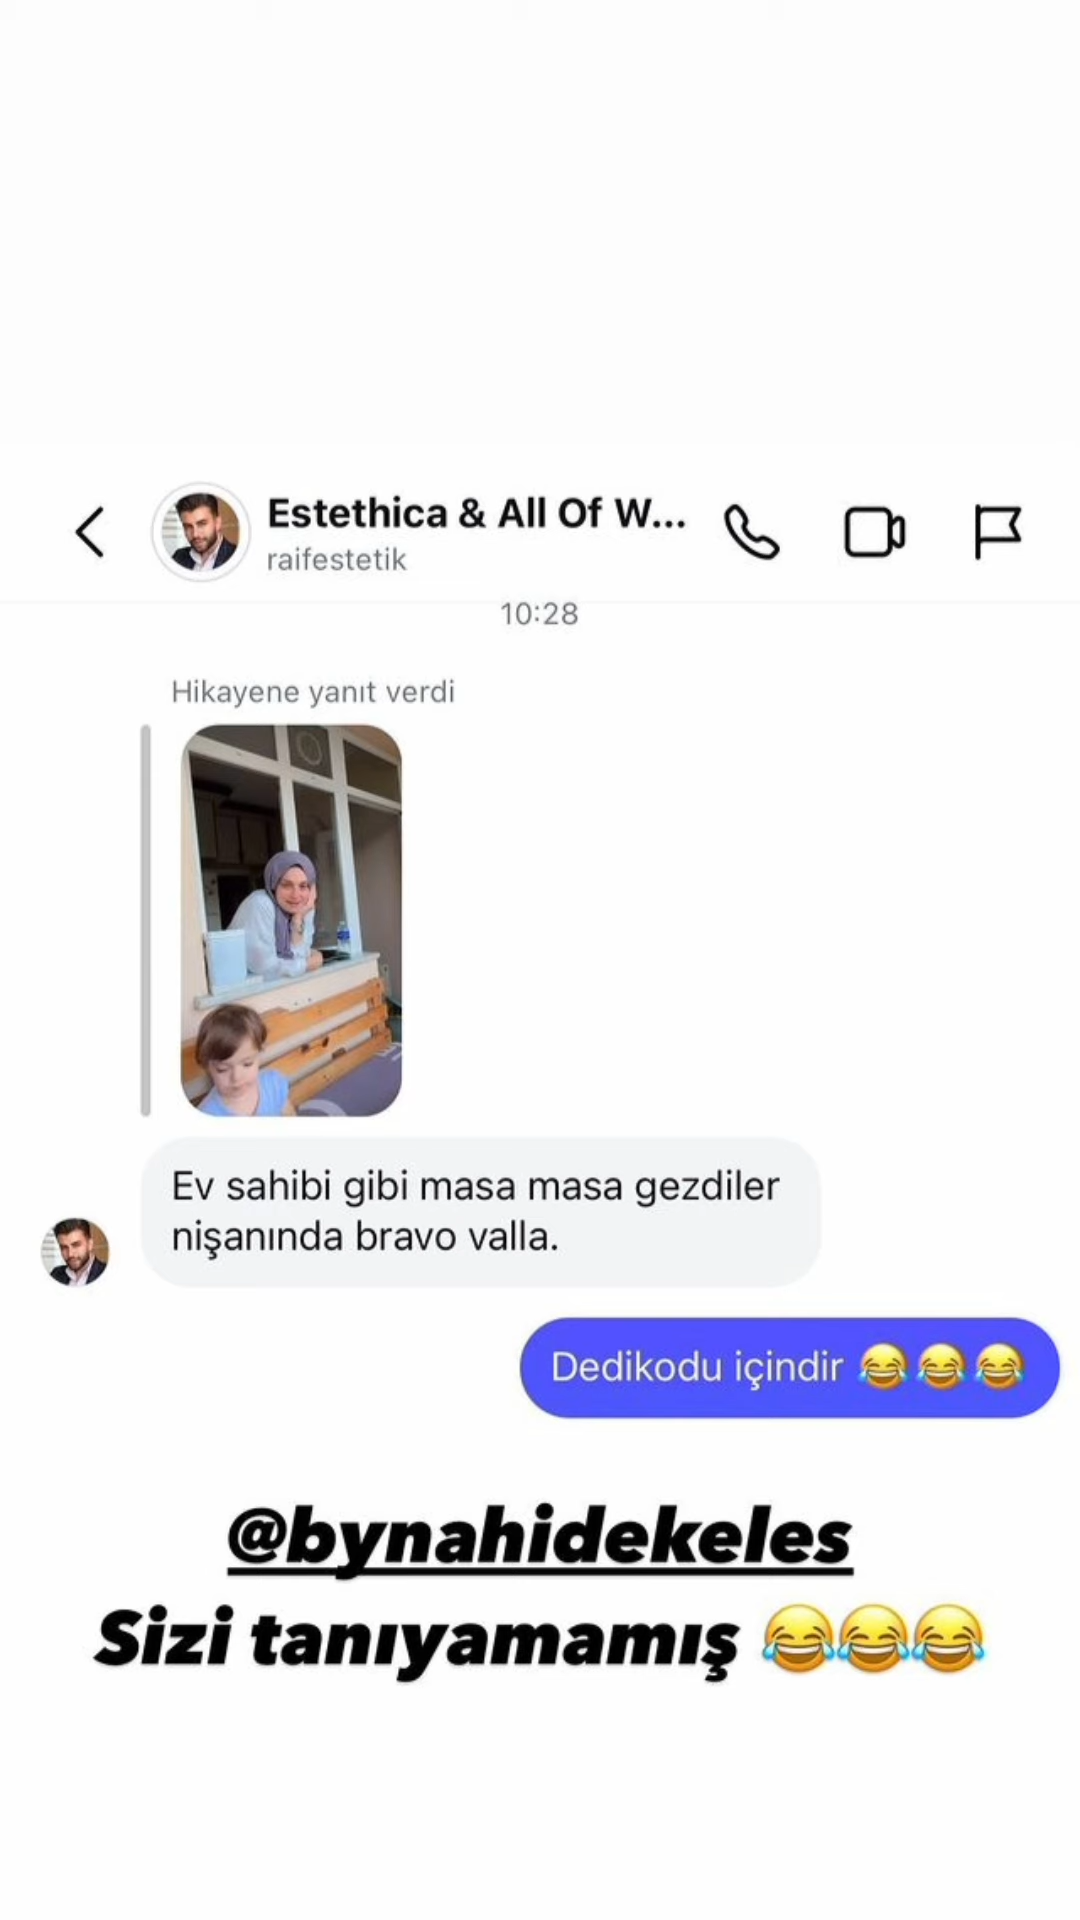 Estethica & All Of W...
raifestetik
10:28
Hikayene yanıt verdi
Ev sahibi gibi masa masa gezdiler
nişanında bravo valla.
Dedikodu içindir 😂😂😂
@bynahidekeles
Sizi tanıyamamış 😂😂😂